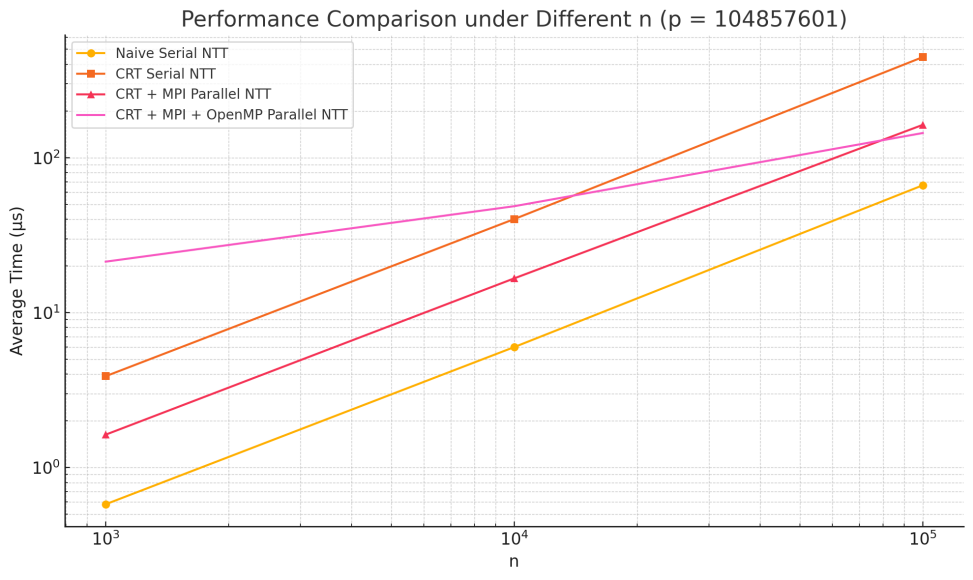 Performance Comparison under Different n (p = 104857601)
Naive Serial NTT
CRT Serial NTT
CRT + MPI Parallel NTT
CRT + MPI + OpenMP Parallel NTT
Average Time (μs)
10²
10¹
10⁰
10³ 10⁴ 10⁵
n